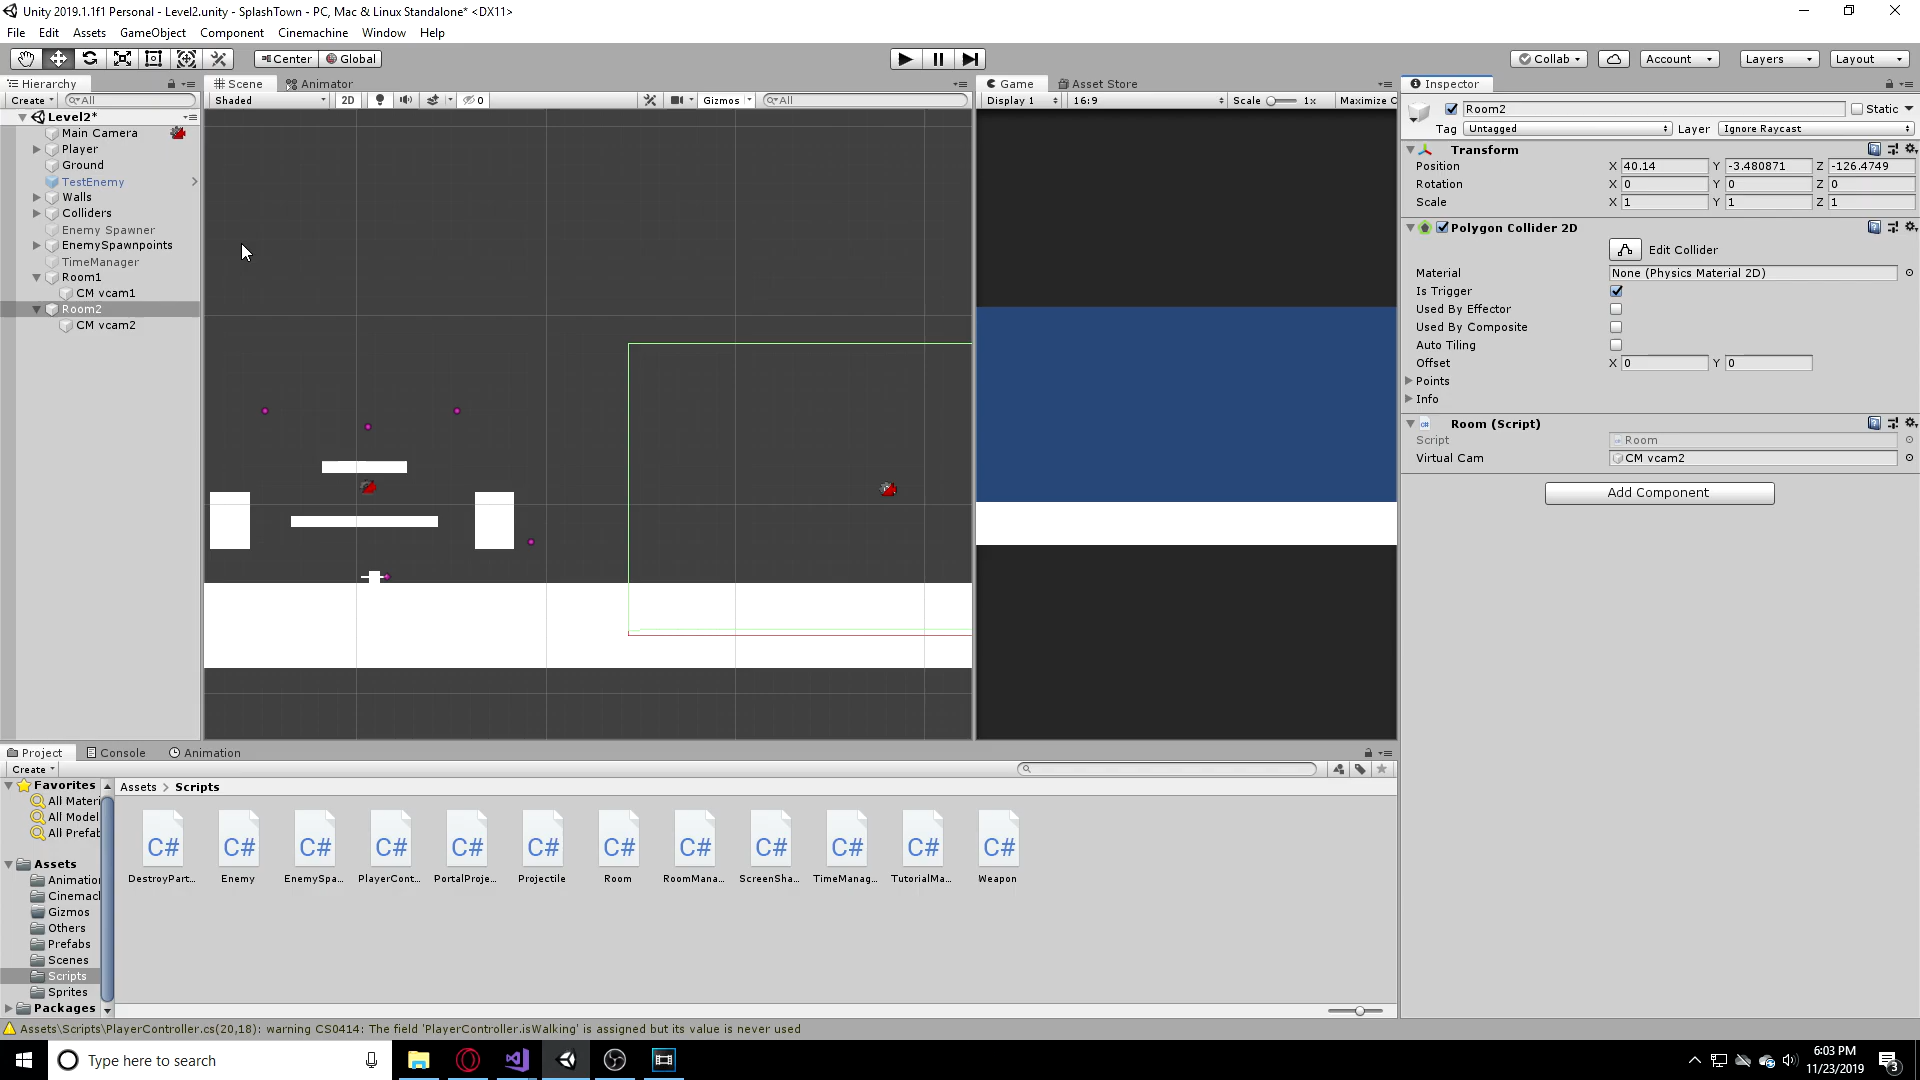 Unity 2019.1.1f1 Personal - Level2.unity - SplashTown - PC, Mac & Linux Standalone* <DX11>
File Edit Assets GameObject Component Cinemachine Window Help
Center Global Collab Account Layers Layout
Hierarchy Scene Animator Game Asset Store Inspector
Create All Shaded 2D 0 Gizmos All Display 1 16:9 Scale 1x Maximize C
Room2 Static
Tag Untagged Layer Ignore Raycast
Level2*
Main Camera
Player
Ground
TestEnemy
Walls
Colliders
Enemy Spawner
EnemySpawnpoints
TimeManager
Room1
CM vcam1
Room2
CM vcam2
Transform
Position X 40.14 Y -3.480871 Z -126.4749
Rotation X 0 Y 0 Z 0
Scale X 1 Y 1 Z 1
Polygon Collider 2D
Edit Collider
Material None (Physics Material 2D)
Is Trigger
Used By Effector
Used By Composite
Auto Tiling
Offset X 0 Y 0
Points
Info
Room (Script)
Script Room
Virtual Cam CM vcam2
Add Component
Project Console Animation
Create
Favorites
All Materi
All Model
All Prefab
Assets
Animation
Cinemach
Gizmos
Others
Prefabs
Scenes
Scripts
Sprites
Packages
Assets > Scripts
C# C# C# C# C# C# C# C# C# C# C# C#
DestroyPart... Enemy EnemySpa... PlayerCont... PortalProje... Projectile Room RoomMana... ScreenSha... TimeManag... TutorialMa... Weapon
Assets\Scripts\PlayerController.cs(20,18): warning CS0414: The field 'PlayerController.isWalking' is assigned but its value is never used
Type here to search
6:03 PM
11/23/2019
3